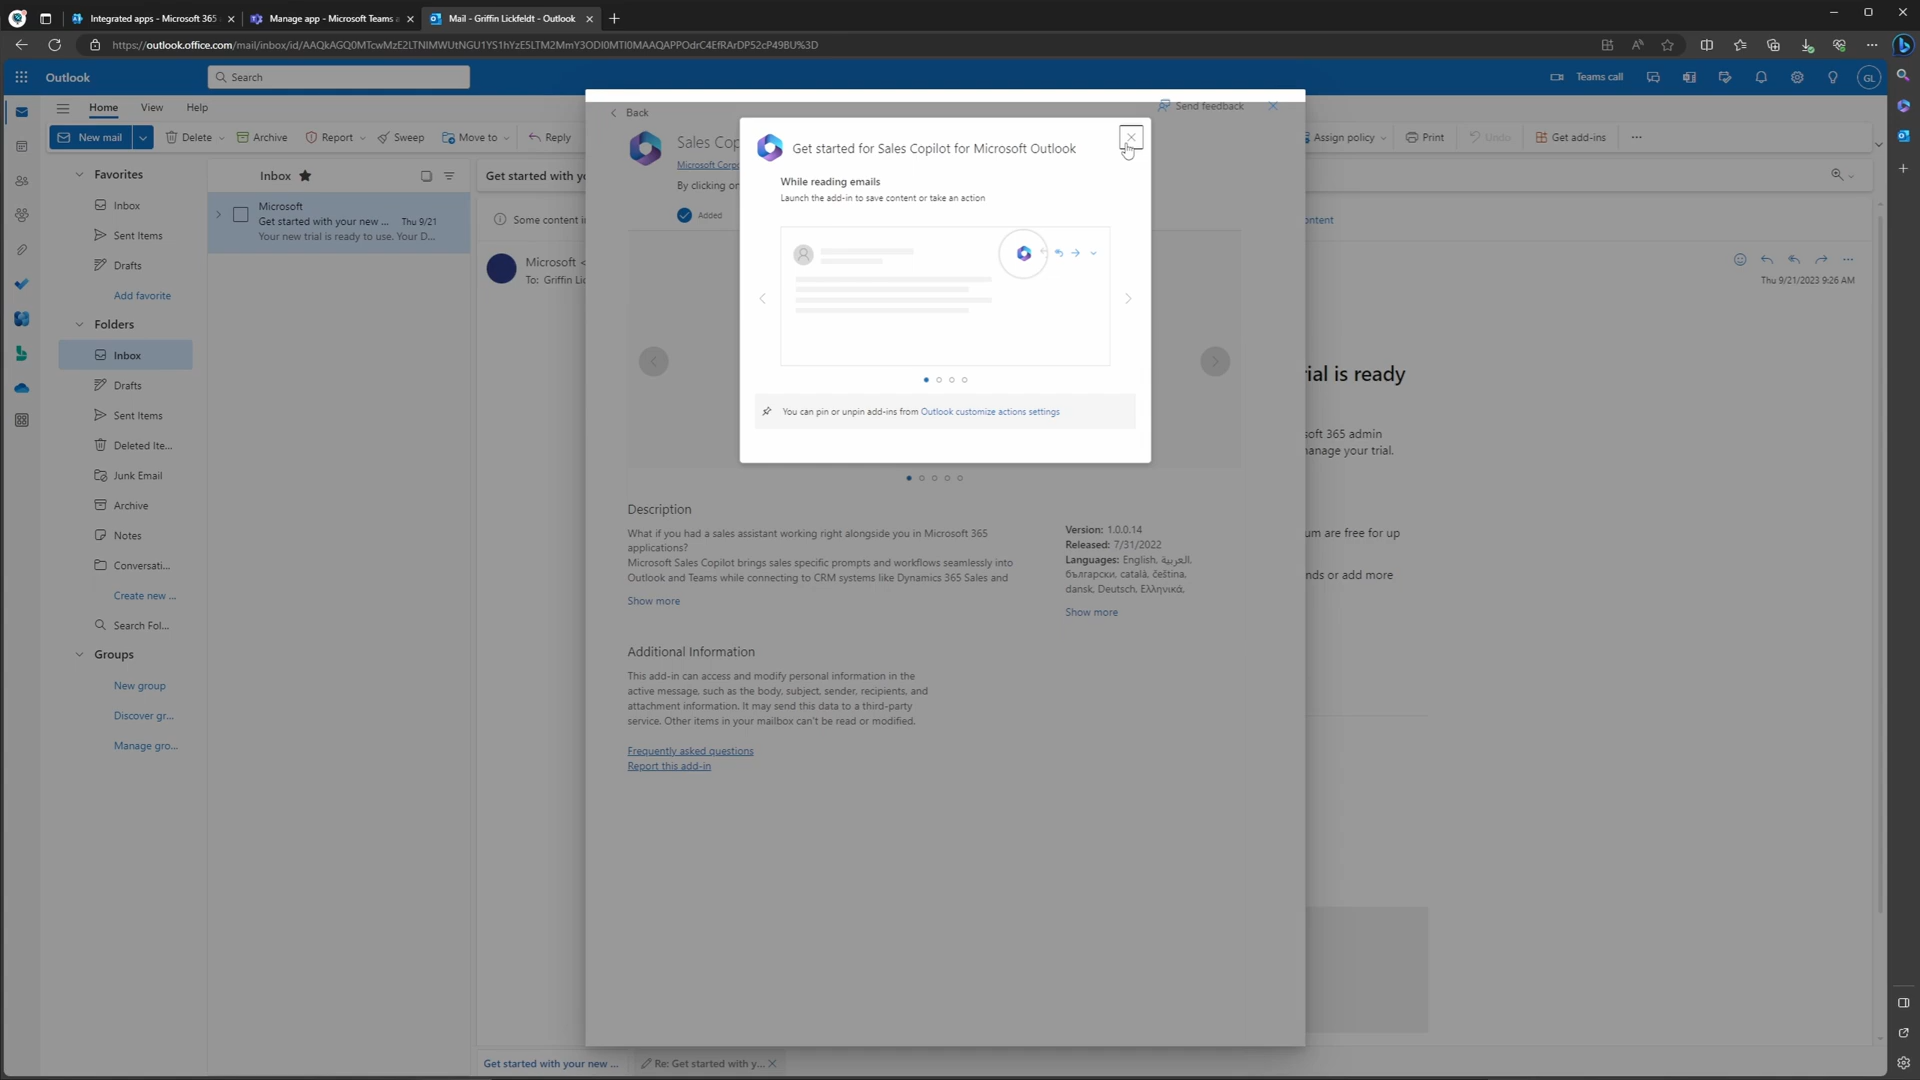 Integrated apps - Microsoft 365
Manage app - Microsoft Teams a
Mail - Griffin Lickfeldt - Outlook
Outlook
Search
Teams call
GL
Home
View
Help
New mail
Delete
Archive
Report
Sweep
Move to
Reply
Assign policy
Print
Undo
Get add-ins
Favorites
Inbox
Sent Items
Drafts
Add favorite
Folders
Inbox
Drafts
Sent Items
Deleted Ite...
Junk Email
Archive
Notes
Conversati...
Create new ...
Search Fol...
Groups
New group
Discover gr...
Manage gro...
Inbox
Microsoft
Get started with your new ... Thu 9/21
Your new trial is ready to use. Your D...
Get started with yo
Some content i
ontent
Microsoft <
To: Griffin Lic
Thu 9/21/2023 9:26 AM
rial is ready
soft 365 admin
nanage your trial.
um are free for up
nds or add more
Back
Send feedback
Sales Cop
Microsoft Corpo
By clicking on
Added
Get started for Sales Copilot for Microsoft Outlook
While reading emails
Launch the add-in to save content or take an action
You can pin or unpin add-ins from Outlook customize actions settings
Description
What if you had a sales assistant working right alongside you in Microsoft 365
applications?
Microsoft Sales Copilot brings sales specific prompts and workflows seamlessly into
Outlook and Teams while connecting to CRM systems like Dynamics 365 Sales and
Show more
Version: 1.0.0.14
Released: 7/31/2022
Languages: English, العربية,
български, català, čeština,
dansk, Deutsch, Ελληνικά,
Show more
Additional Information
This add-in can access and modify personal information in the
active message, such as the body, subject, sender, recipients, and
attachment information. It may send this data to a third-party
service. Other items in your mailbox can't be read or modified.
Frequently asked questions
Report this add-in
Get started with your new ...
Re: Get started with y...